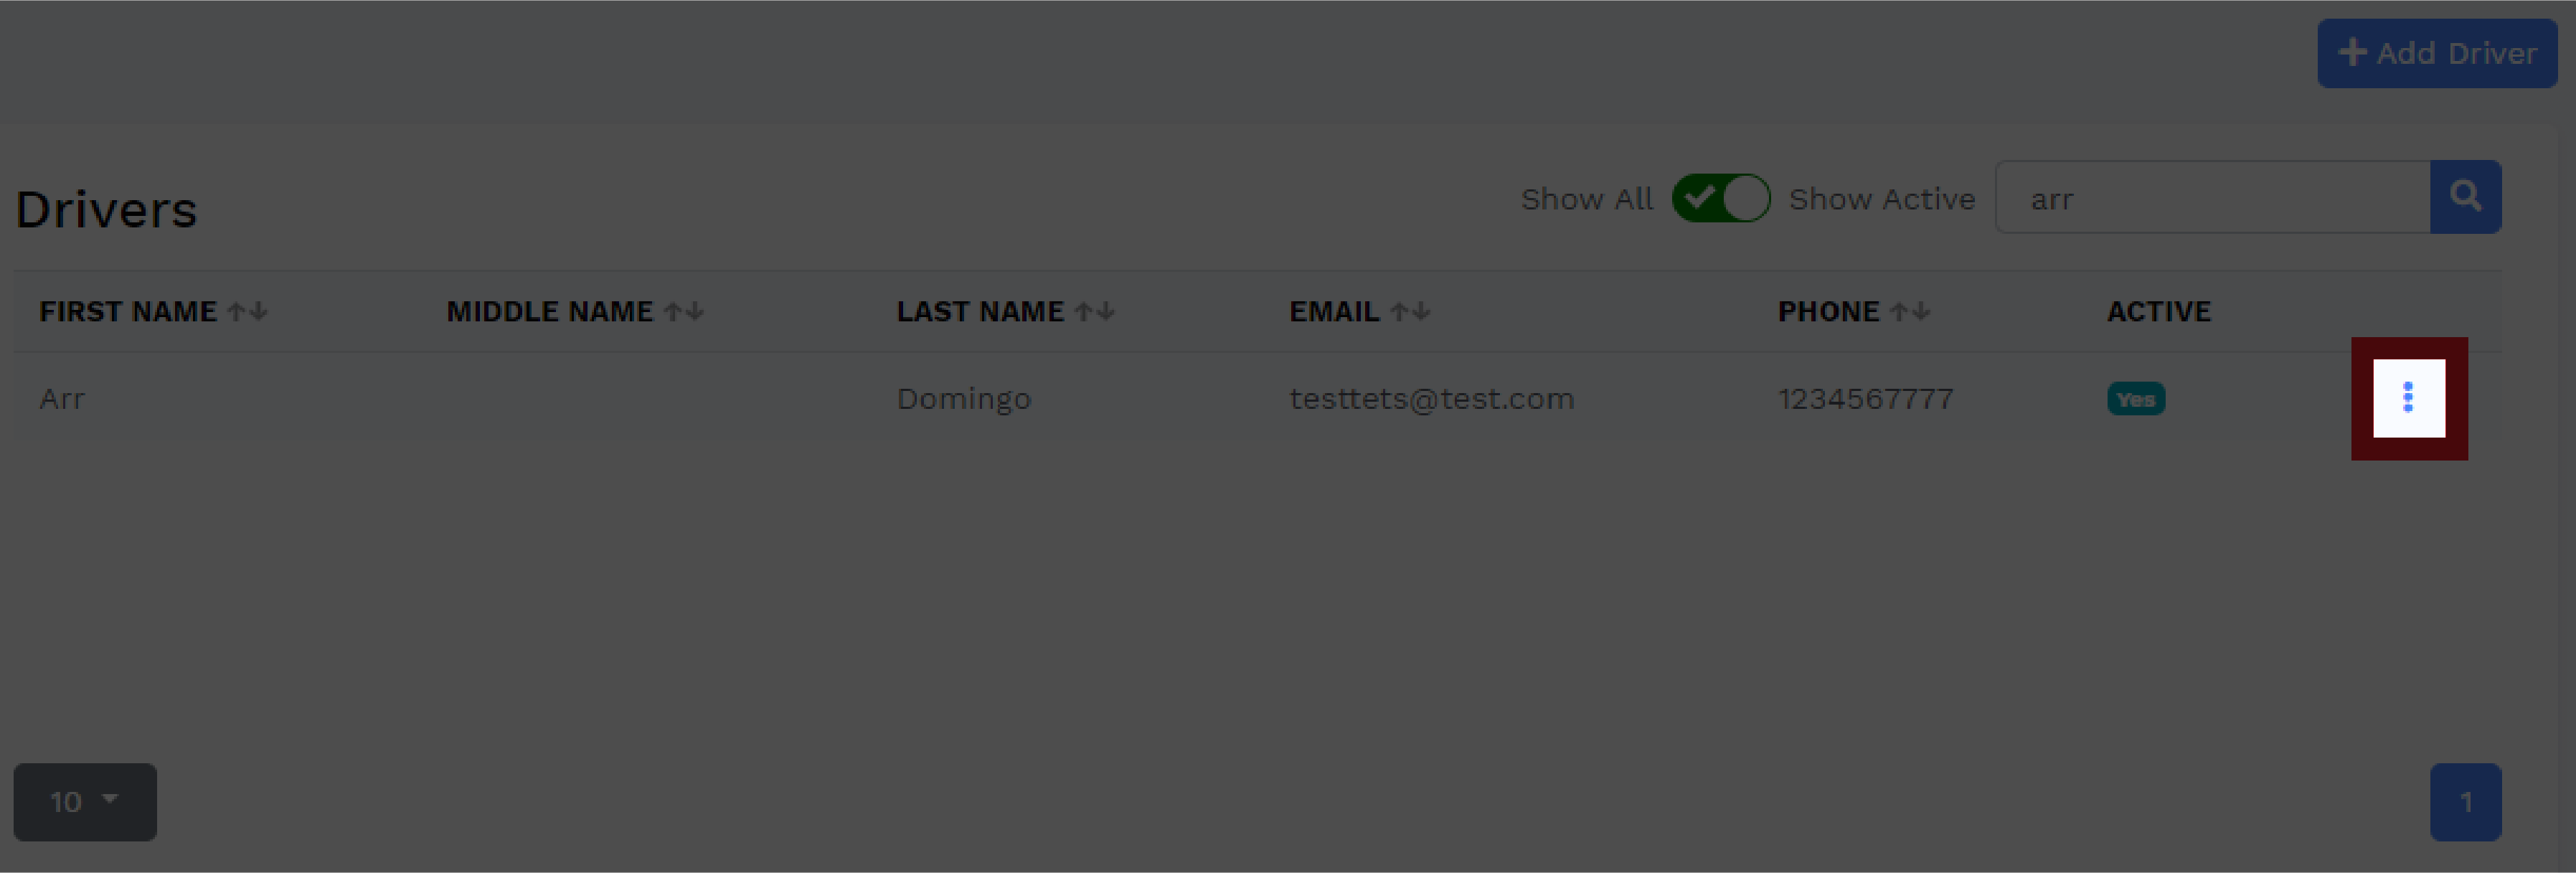 Add Driver
Drivers
Show All Show Active arr
FIRST NAME MIDDLE NAME LAST NAME EMAIL PHONE ACTIVE
Arr Domingo testtets@test.com 1234567777 Yes
10 1